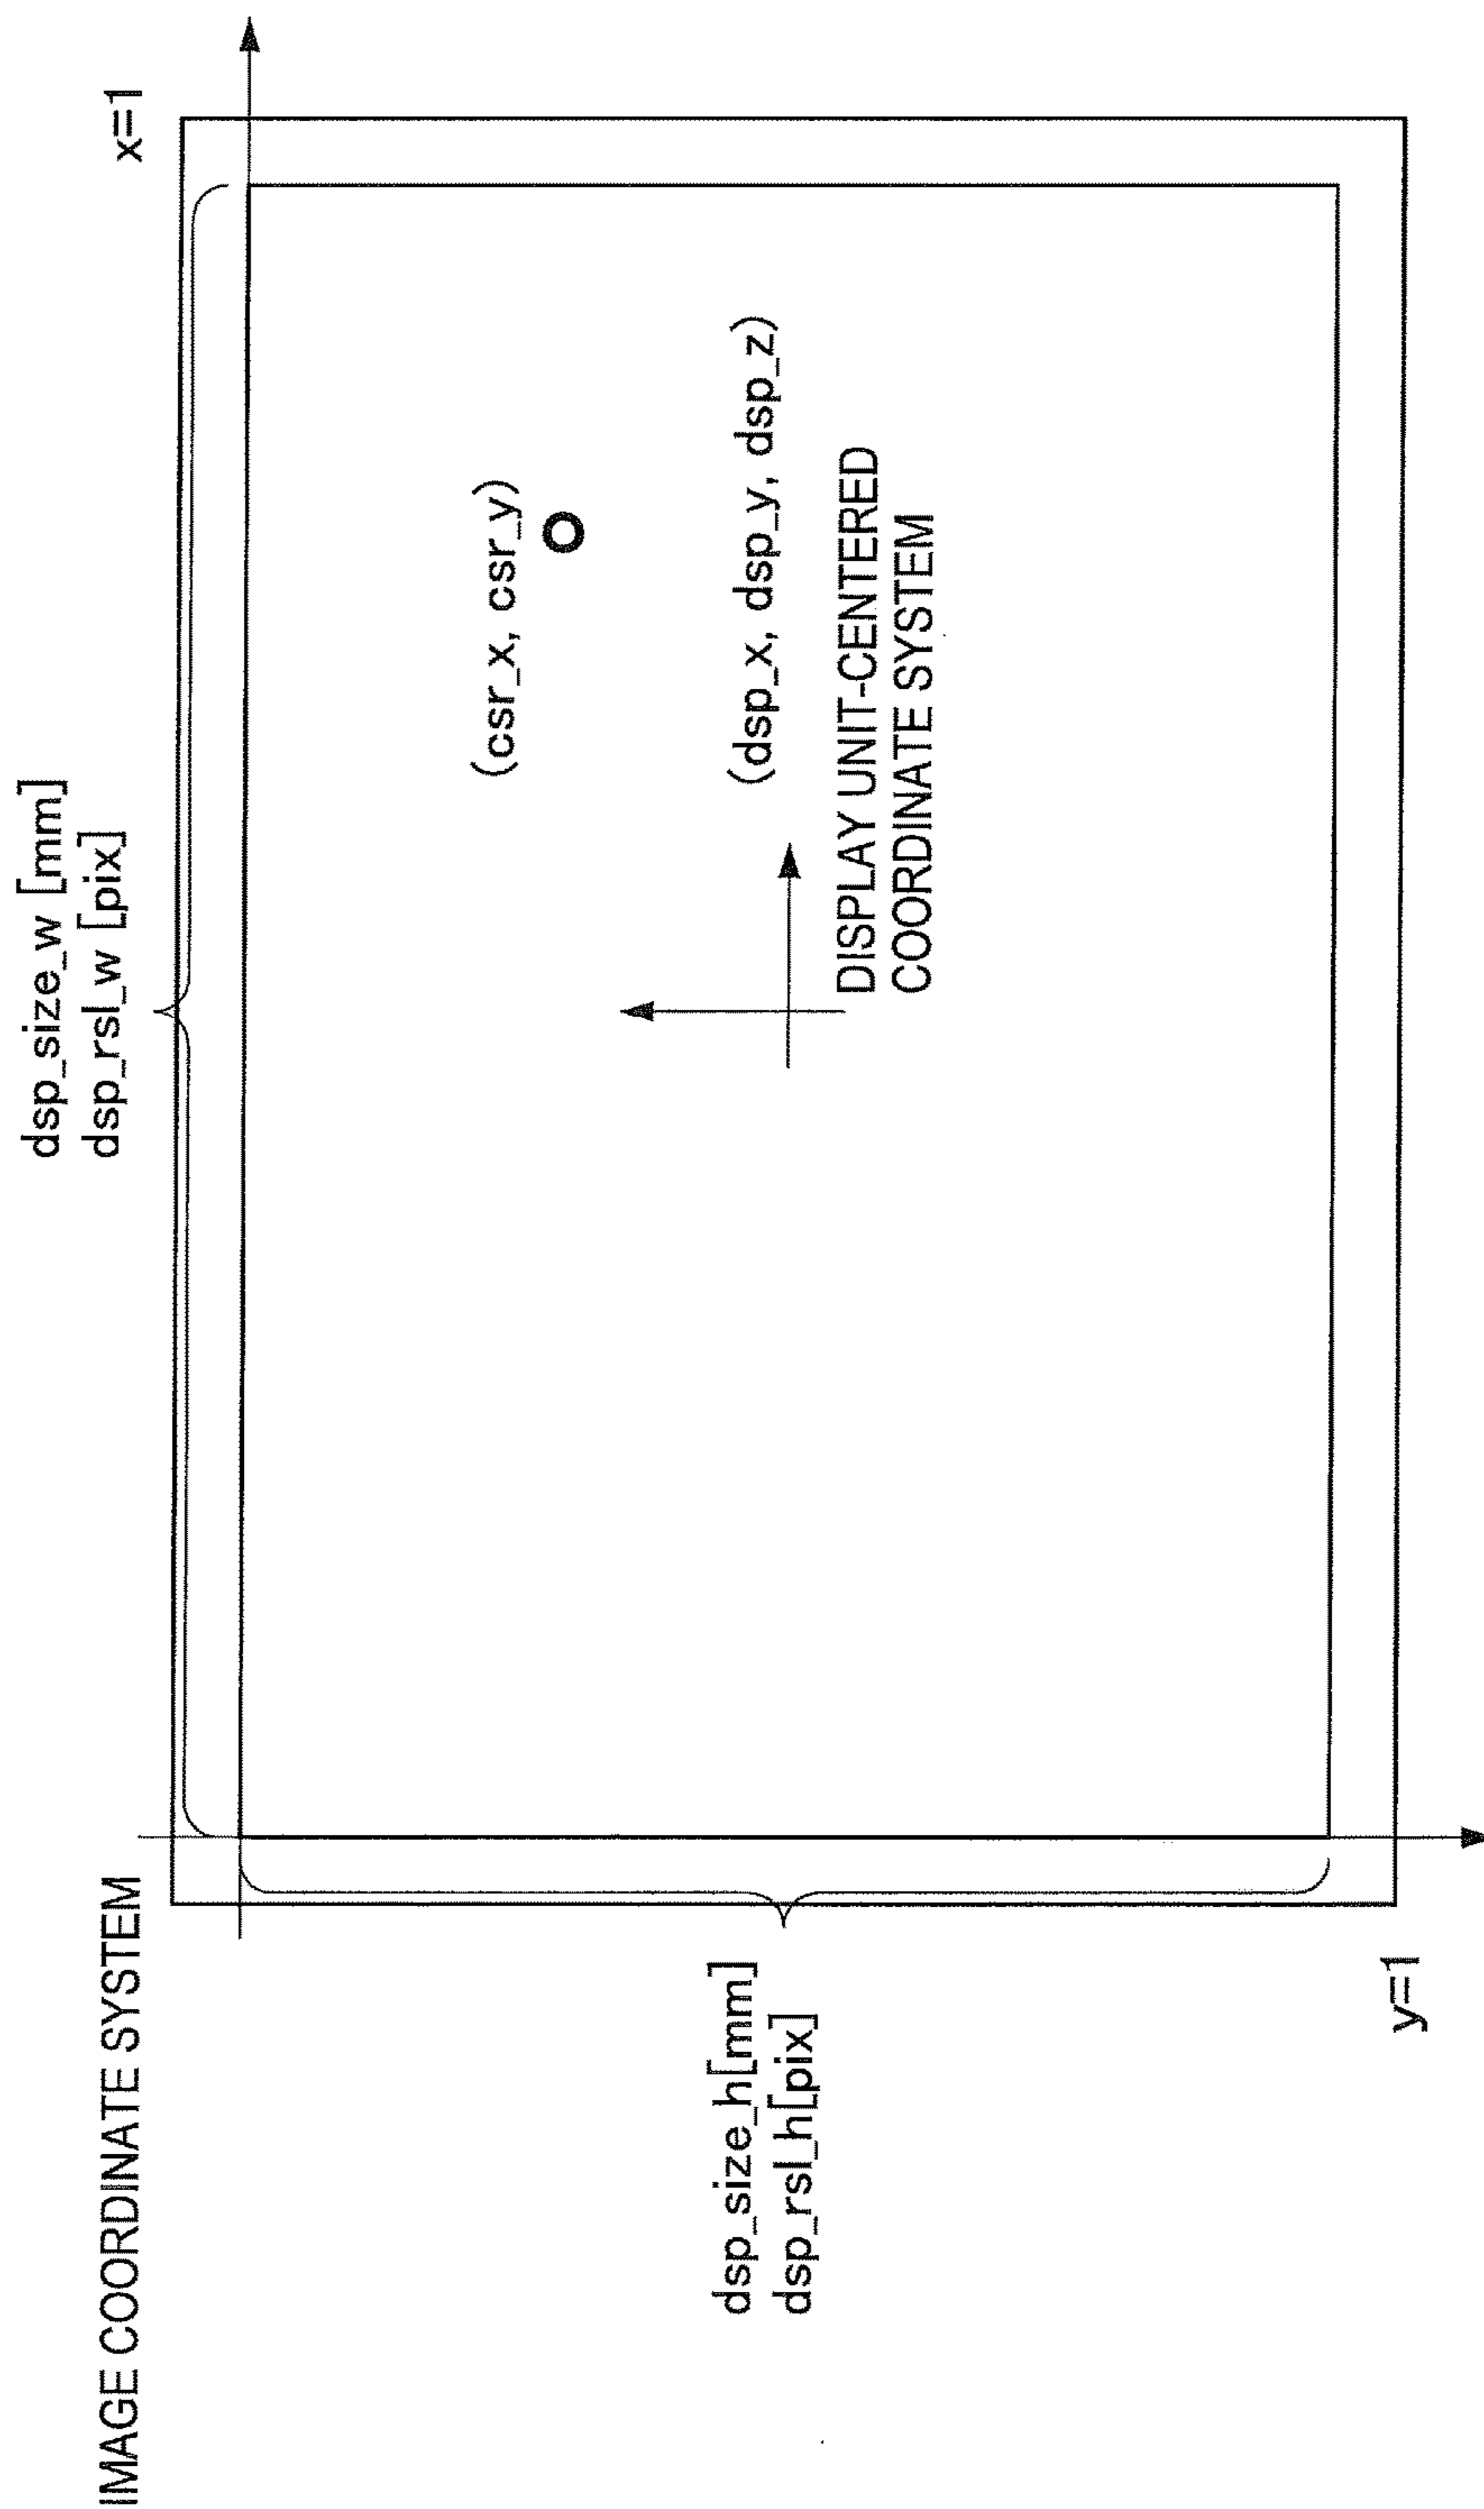 dsp_size_w [mm]
dsp_rsl_w [pix]
IMAGE COORDINATE SYSTEM
x=1
(csr_x, csr_y)
(dsp_x, dsp_y, dsp_z)
DISPLAY UNIT-CENTERED
COORDINATE SYSTEM
dsp_size_h[mm]
dsp_rsl_h[pix]
y=1